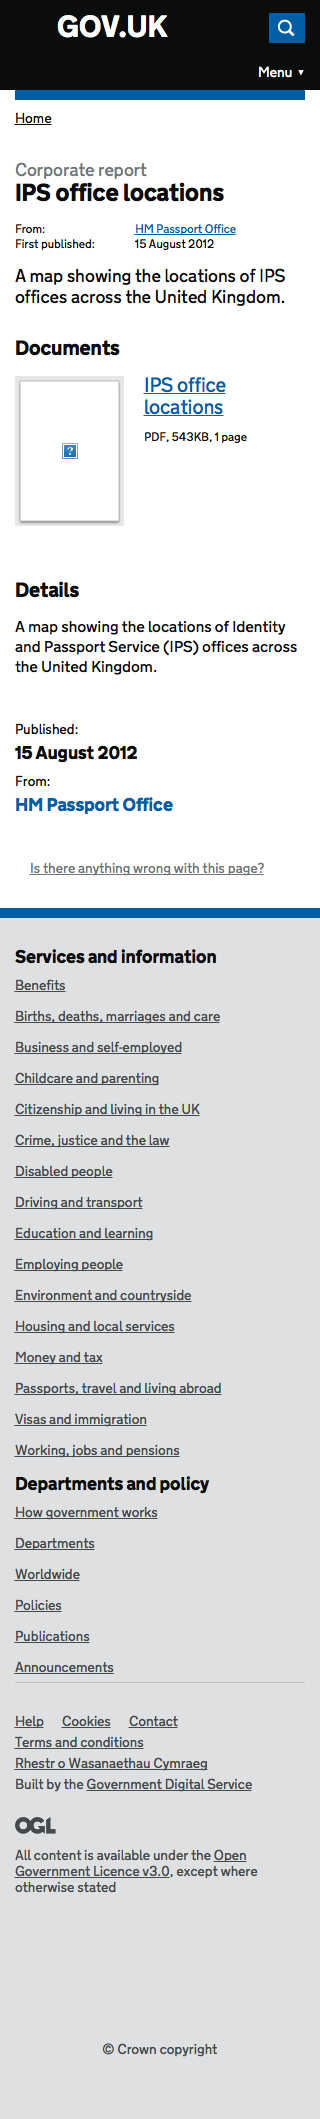 GOV.UK
Menu ▼
Home
Corporate report
IPS office locations
From: HM Passport Office
First published: 15 August 2012
A map showing the locations of IPS
offices across the United Kingdom.
Documents
IPS office
locations
PDF, 543KB, 1 page
Details
A map showing the locations of Identity
and Passport Service (IPS) offices across
the United Kingdom.
Published:
15 August 2012
From:
HM Passport Office
Is there anything wrong with this page?
Services and information
Benefits
Births, deaths, marriages and care
Business and self-employed
Childcare and parenting
Citizenship and living in the UK
Crime, justice and the law
Disabled people
Driving and transport
Education and learning
Employing people
Environment and countryside
Housing and local services
Money and tax
Passports, travel and living abroad
Visas and immigration
Working, jobs and pensions
Departments and policy
How government works
Departments
Worldwide
Policies
Publications
Announcements
Help Cookies Contact
Terms and conditions
Rhestr o Wasanaethau Cymraeg
Built by the Government Digital Service
OGL
All content is available under the Open
Government Licence v3.0, except where
otherwise stated
© Crown copyright